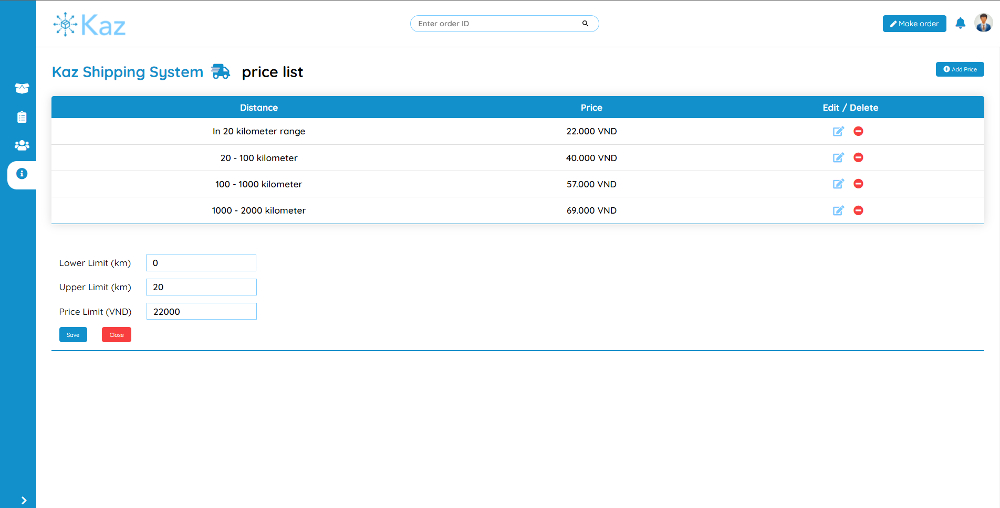 Kaz
Enter order ID
Make order
Kaz Shipping System price list
Add Price
Distance Price Edit / Delete
In 20 kilometer range 22.000 VND
20 - 100 kilometer 40.000 VND
100 - 1000 kilometer 57.000 VND
1000 - 2000 kilometer 69.000 VND
Lower Limit (km) 0
Upper Limit (km) 20
Price Limit (VND) 22000
Save Close